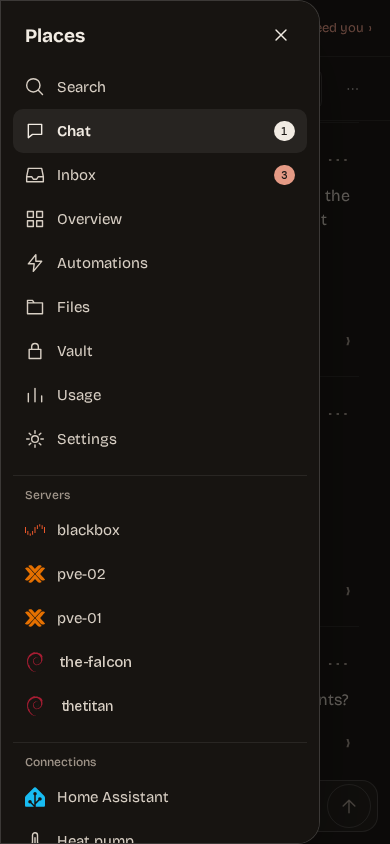 Places
eed you ›
Search
Chat 1
Inbox 3
the
t
Overview
Automations
Files
Vault
Usage
Settings
Servers
blackbox
pve-02
pve-01
the-falcon
thetitan
nts?
Connections
Home Assistant
Heat pump